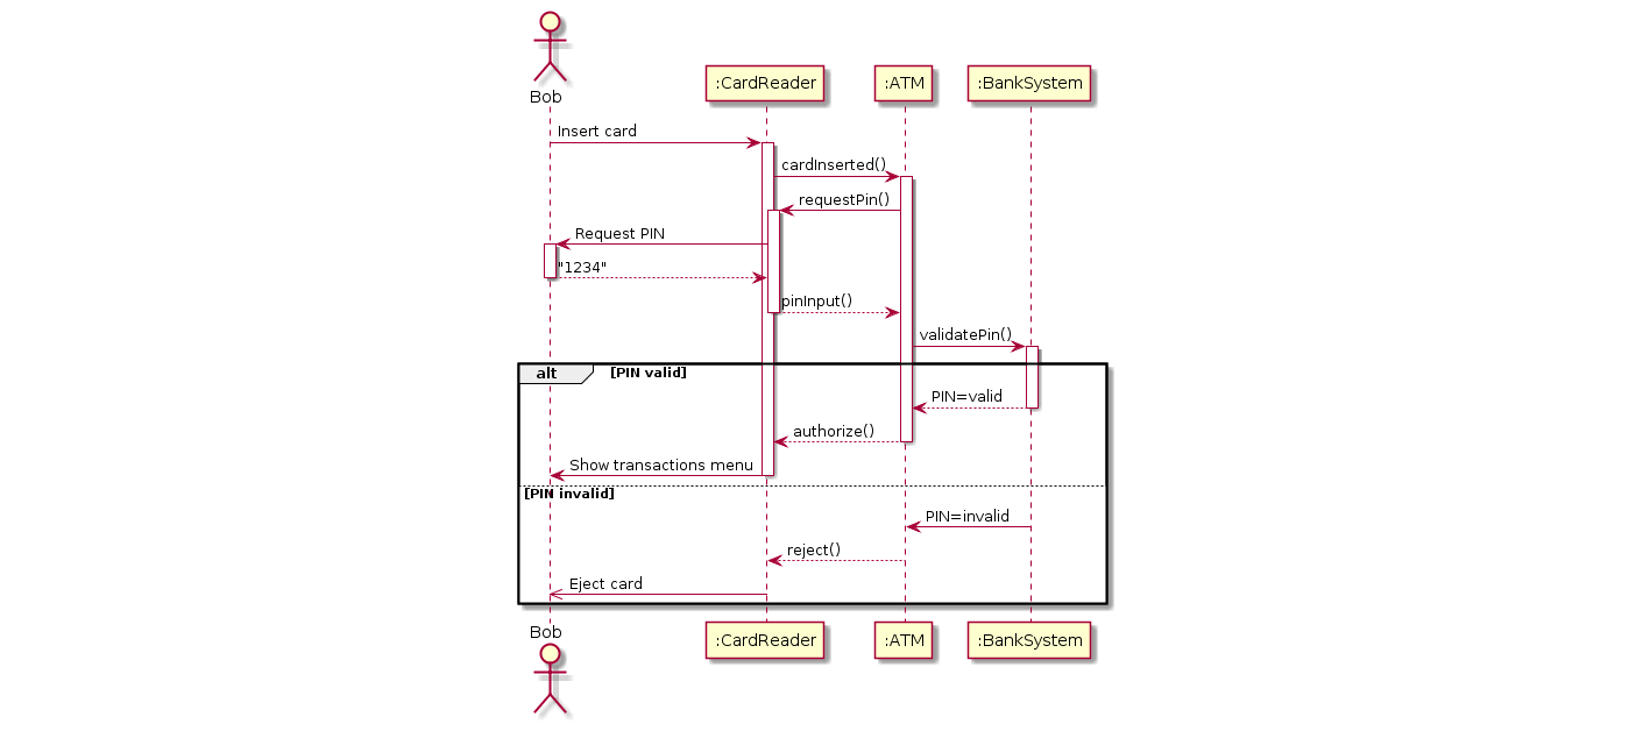 Bob
:CardReader
:ATM
:BankSystem
Insert card
cardInserted()
requestPin()
Request PIN
"1234"
pinInput()
validatePin()
alt
[PIN valid]
PIN=valid
authorize()
Show transactions menu
[PIN invalid]
PIN=invalid
reject()
Eject card
Bob
:CardReader
:ATM
:BankSystem